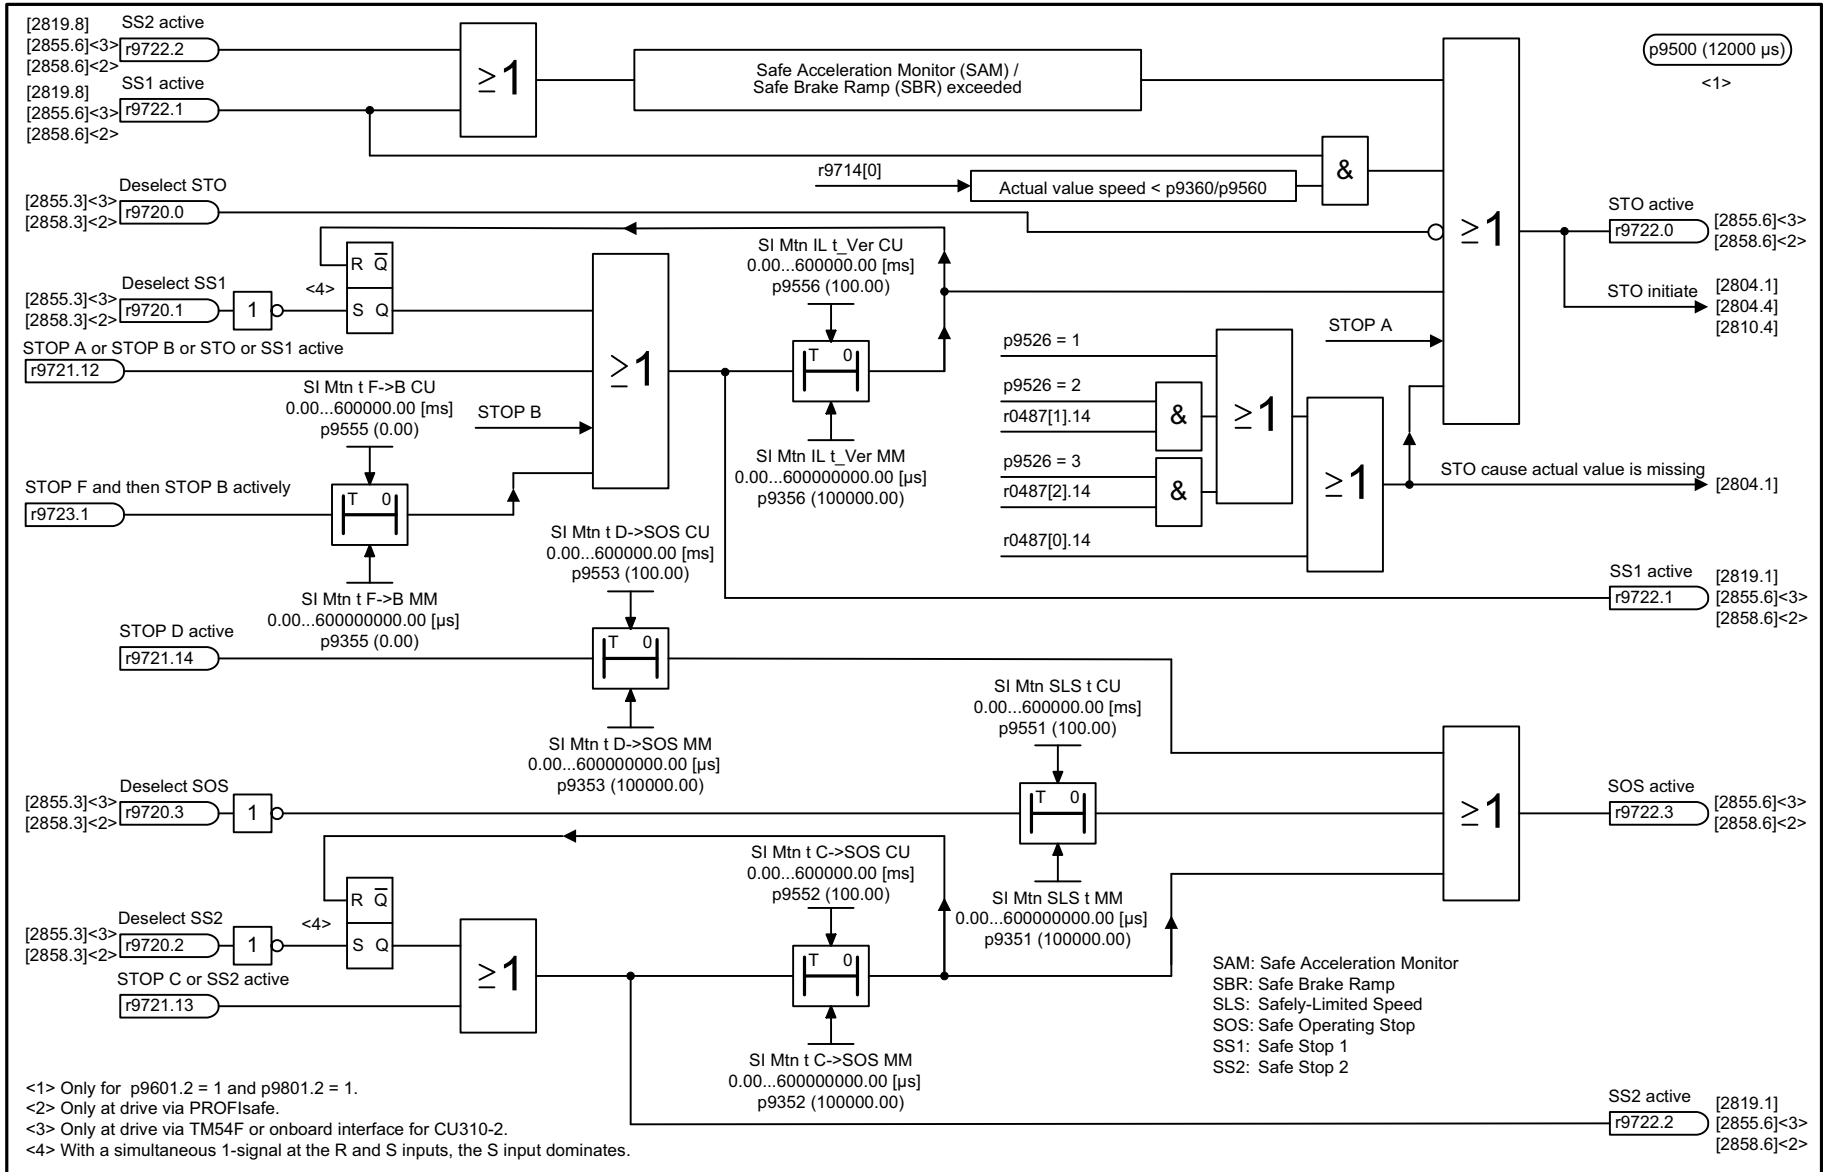 [2819.8]
[2855.6]<3>
[2858.6]<2>
SS2 active
r9722.2
[2819.8]
[2855.6]<3>
[2858.6]<2>
SS1 active
r9722.1
≥1
Safe Acceleration Monitor (SAM) /
Safe Brake Ramp (SBR) exceeded
p9500 (12000 µs)
<1>
r9714[0]
Actual value speed < p9360/p9560
&
[2855.3]<3>
[2858.3]<2>
Deselect STO
r9720.0
≥1
STO active
r9722.0
[2855.6]<3>
[2858.6]<2>
STO initiate
[2804.1]
[2804.4]
[2810.4]
[2855.3]<3>
[2858.3]<2>
Deselect SS1
r9720.1
1
<4>
R Q
S Q
STOP A or STOP B or STO or SS1 active
r9721.12
≥1
SI Mtn IL t_Ver CU
0.00...600000.00 [ms]
p9556 (100.00)
T 0
SI Mtn IL t_Ver MM
0.00...600000000.00 [µs]
p9356 (100000.00)
STOP B
SI Mtn t F->B CU
0.00...600000.00 [ms]
p9555 (0.00)
STOP F and then STOP B actively
r9723.1
T 0
SI Mtn t F->B MM
0.00...600000000.00 [µs]
p9355 (0.00)
STOP A
p9526 = 1
p9526 = 2
r0487[1].14
&
p9526 = 3
r0487[2].14
&
≥1
r0487[0].14
≥1
STO cause actual value is missing
[2804.1]
SS1 active
r9722.1
[2819.1]
[2855.6]<3>
[2858.6]<2>
SI Mtn t D->SOS CU
0.00...600000.00 [ms]
p9553 (100.00)
STOP D active
r9721.14
T 0
SI Mtn t D->SOS MM
0.00...600000000.00 [µs]
p9353 (100000.00)
SI Mtn SLS t CU
0.00...600000.00 [ms]
p9551 (100.00)
[2855.3]<3>
[2858.3]<2>
Deselect SOS
r9720.3
1
T 0
SI Mtn SLS t MM
0.00...600000000.00 [µs]
p9351 (100000.00)
≥1
SOS active
r9722.3
[2855.6]<3>
[2858.6]<2>
[2855.3]<3>
[2858.3]<2>
Deselect SS2
r9720.2
1
<4>
R Q
S Q
STOP C or SS2 active
r9721.13
≥1
SI Mtn t C->SOS CU
0.00...600000.00 [ms]
p9552 (100.00)
T 0
SI Mtn t C->SOS MM
0.00...600000000.00 [µs]
p9352 (100000.00)
SAM: Safe Acceleration Monitor
SBR: Safe Brake Ramp
SLS: Safely-Limited Speed
SOS: Safe Operating Stop
SS1: Safe Stop 1
SS2: Safe Stop 2
SS2 active
r9722.2
[2819.1]
[2855.6]<3>
[2858.6]<2>
<1> Only for p9601.2 = 1 and p9801.2 = 1.
<2> Only at drive via PROFIsafe.
<3> Only at drive via TM54F or onboard interface for CU310-2.
<4> With a simultaneous 1-signal at the R and S inputs, the S input dominates.